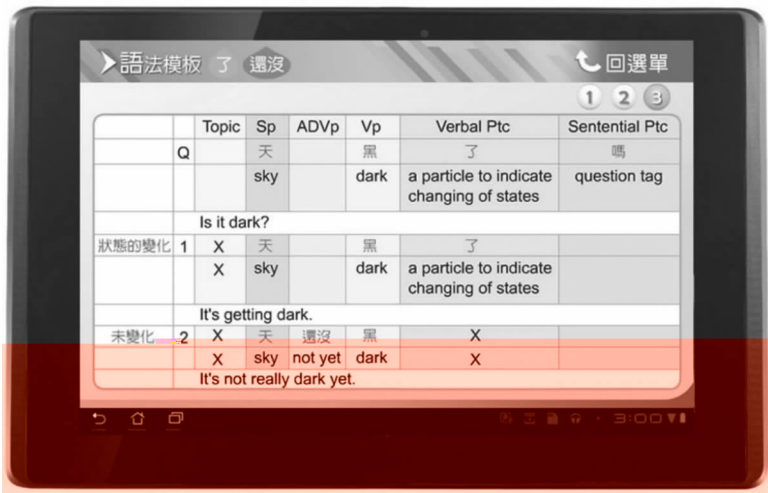 語法模板 了 還沒 回選單
1 2 3
Topic Sp ADVp Vp Verbal Ptc Sentential Ptc
Q 天 黑 了 嗎
sky dark a particle to indicate question tag
changing of states
Is it dark?
狀態的變化 1 X 天 黑 了
X sky dark a particle to indicate
changing of states
It's getting dark.
未變化 2 X 天 還沒 黑 X
X sky not yet dark X
It's not really dark yet.
3:00